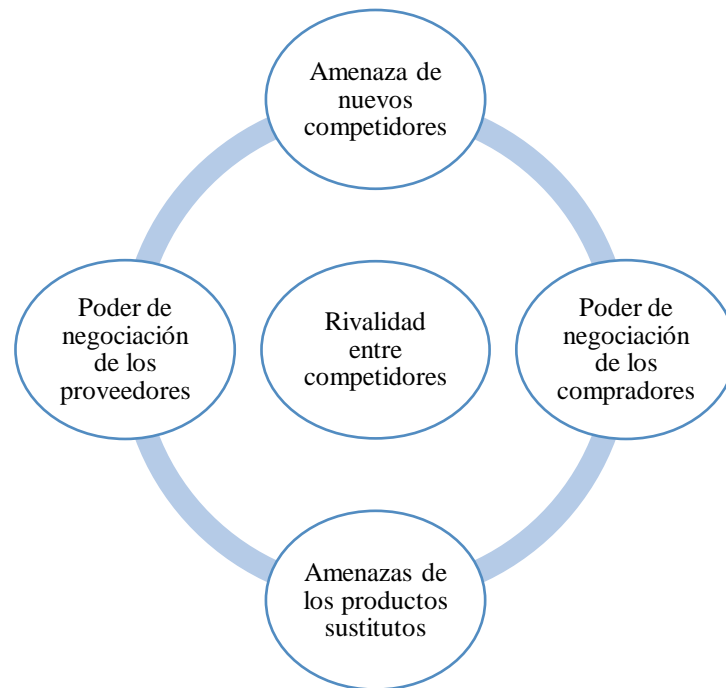 Amenaza de
nuevos
competidores
Poder de
negociación
de los
proveedores
Rivalidad
entre
competidores
Poder de
negociación
de los
compradores
Amenazas de
los productos
sustitutos